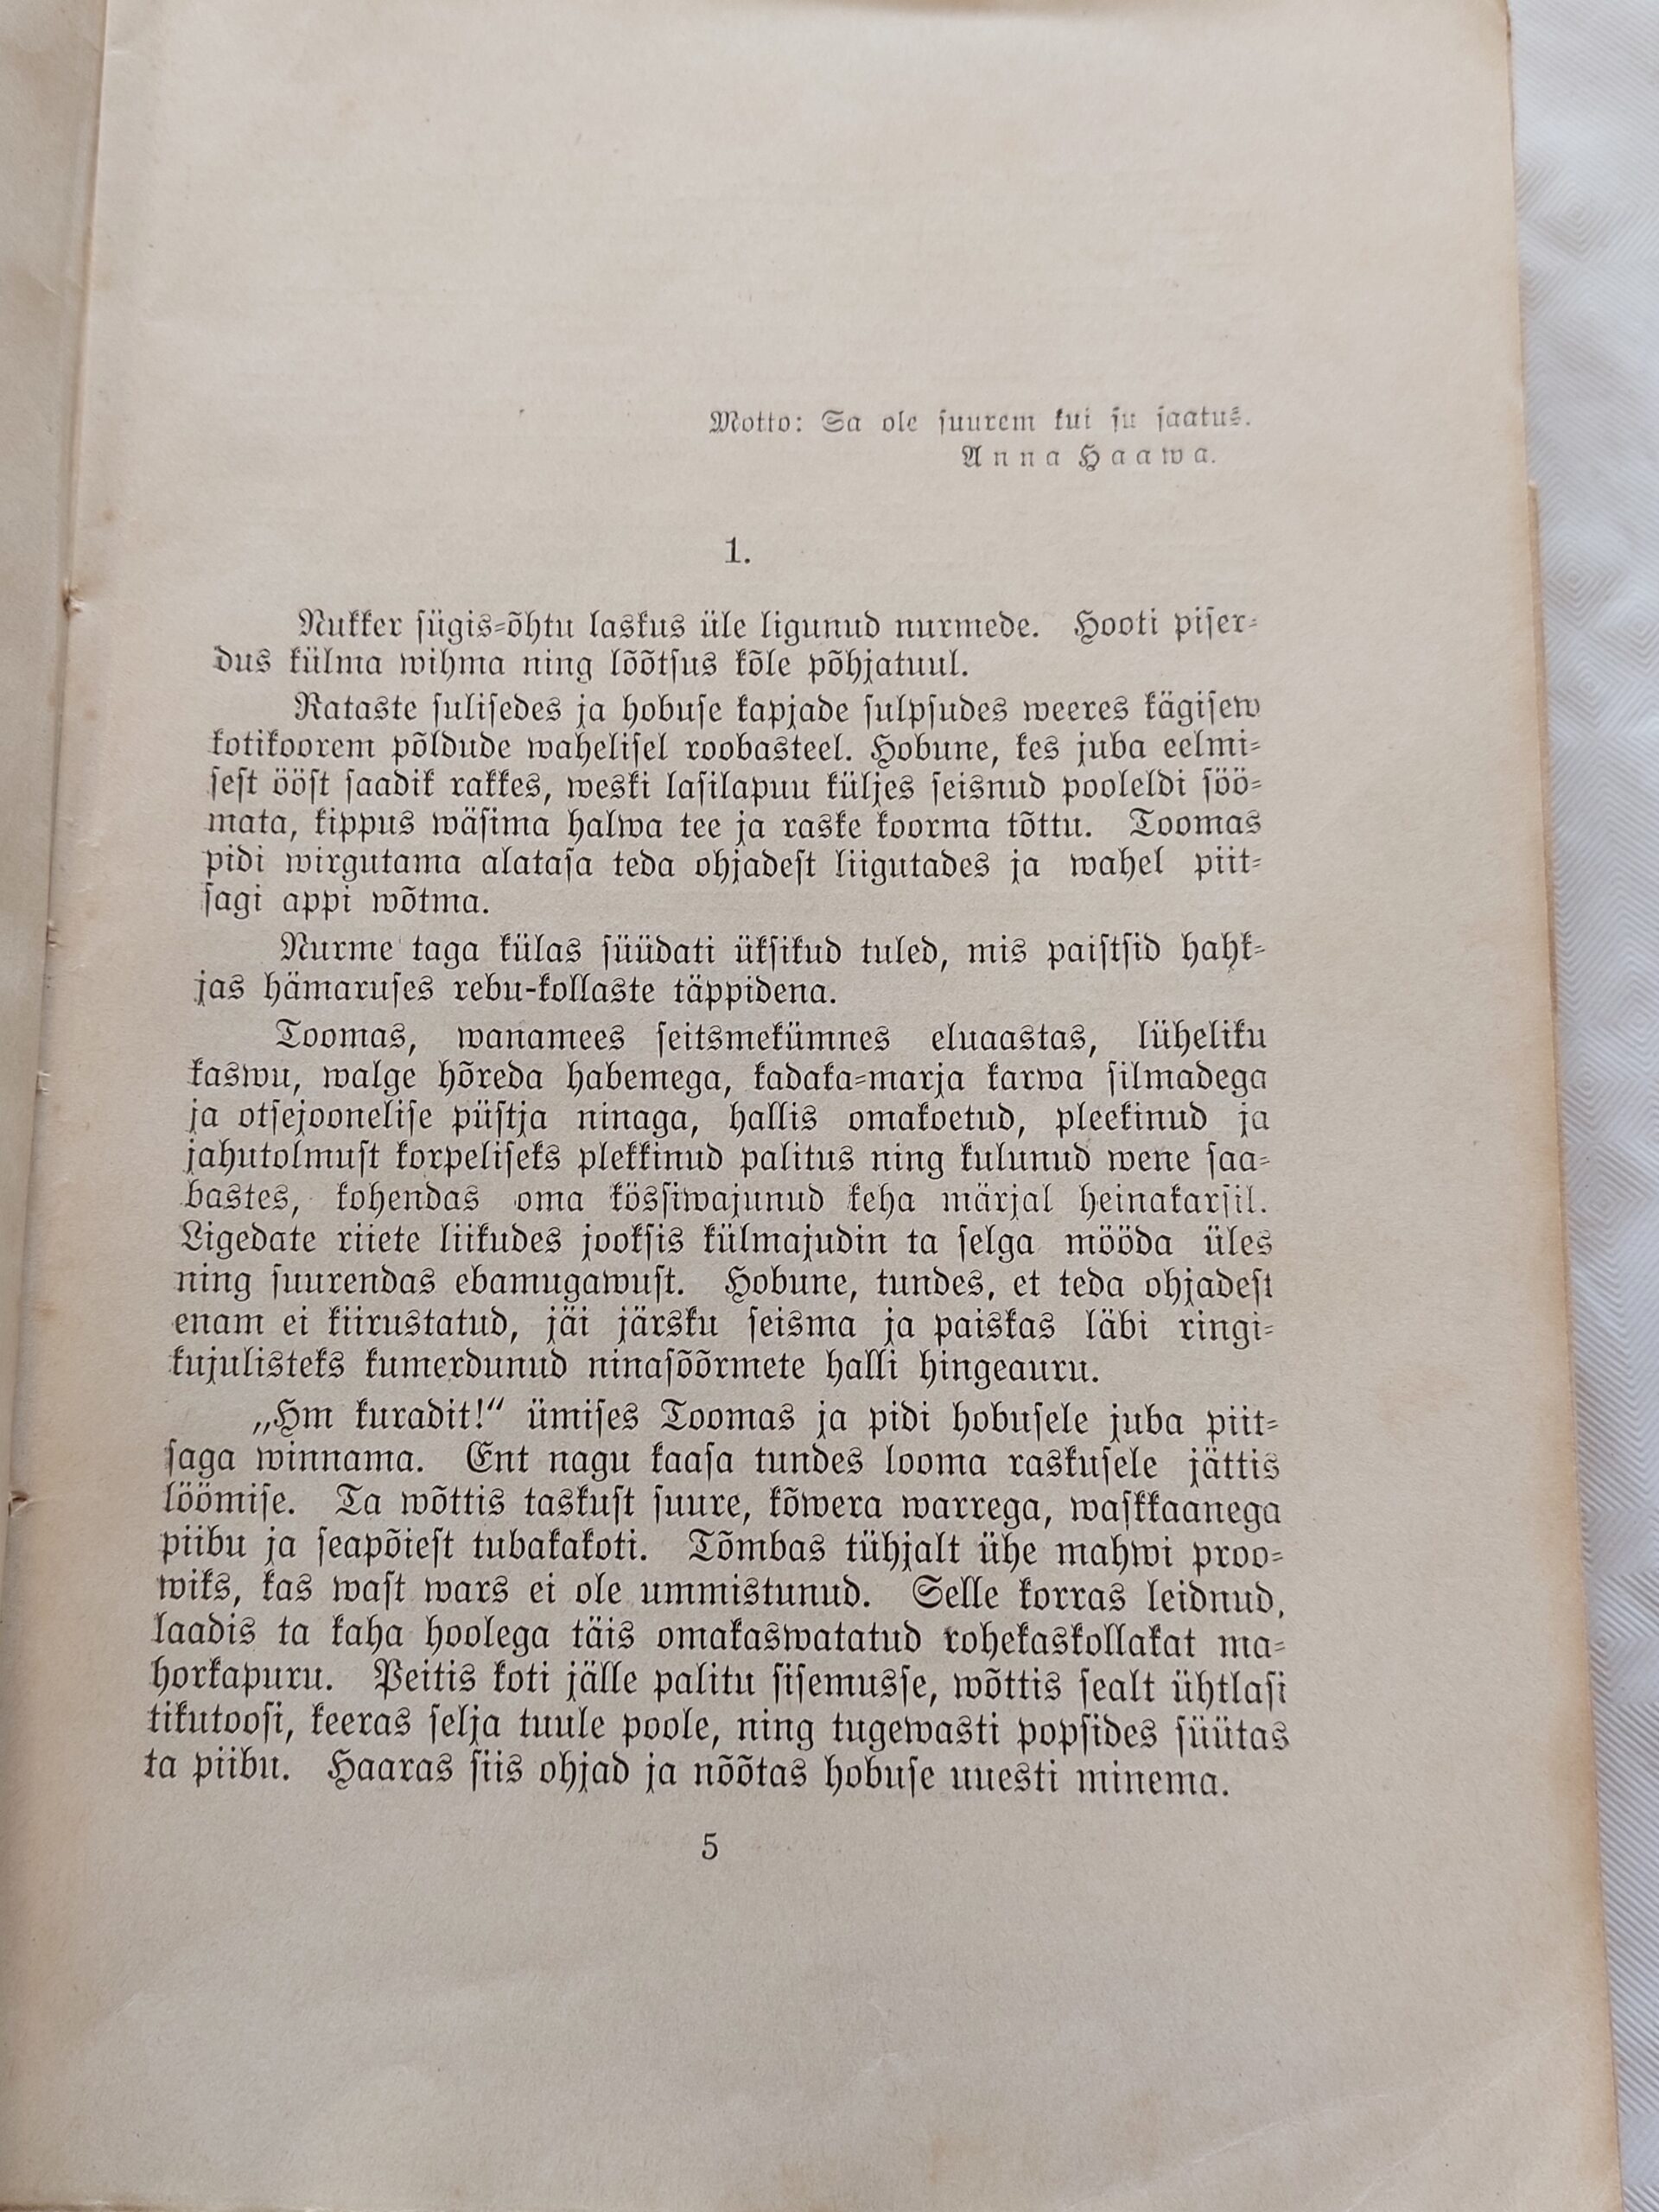 Motto: Sa ole suurem kui su saatus.
Anna Haawa.
1.
Nukker sügis-õhtu laskus üle ligunud nurmede. Hooti piser-
dus külma wihma ning lõõtsus kõle põhjatuul.
Rataste sulisedes ja hobuse kapjade sulpsudes weeres kägisew
kotikoorem põldude wahelisel roobasteel. Hobune, kes juba eelmi-
sest ööst saadik rakkes, weski lasilapuu küljes seisnud pooleldi söö-
mata, kippus wäsima halwa tee ja raske koorma tõttu. Toomas
pidi wirgutama alatasa teda ohjadest liigutades ja wahel piit-
sagi appi wõtma.
Nurme taga külas süüdati üksikud tuled, mis paistsid hahk-
jas hämaruses rebu-kollaste täppidena.
Toomas, wanamees seitsmekümnes eluaastas, lüheliku
kaswu, walge hõreda habemega, kadaka-marja karwa silmadega
ja otsejoonelise püstja ninaga, hallis omakoetud, pleekinud ja
jahutolmust korpeliseks plekkinud palitus ning kulunud wene saa-
bastes, kohendas oma kössiwajunud keha märjal heinakarsil.
Ligedate riiete liikudes jooksis külmajudin ta selga mööda üles
ning suurendas ebamugawust. Hobune, tundes, et teda ohjadest
enam ei kiirustatud, jäi järsku seisma ja paiskas läbi ringi-
kujulisteks kumerdunud ninasõõrmete halli hingeauru.
„Hm kuradit!“ ümises Toomas ja pidi hobusele juba piit-
saga winnama. Ent nagu kaasa tundes looma raskusele jättis
löömise. Ta wõttis taskust suure, kõwera warrega, waskkaanega
piibu ja seapõiest tubakakoti. Tõmbas tühjalt ühe mahwi proo-
wiks, kas wast wars ei ole ummistunud. Selle korras leidnud,
laadis ta kaha hoolega täis omakaswatatud rohekaskollakat ma-
horkapuru. Peitis koti jälle palitu sisemusse, wõttis sealt ühtlasi
tikutoosi, keeras selja tuule poole, ning tugewasti popsides süütas
ta piibu. Haaras siis ohjad ja nõõtas hobuse uuesti minema.
5